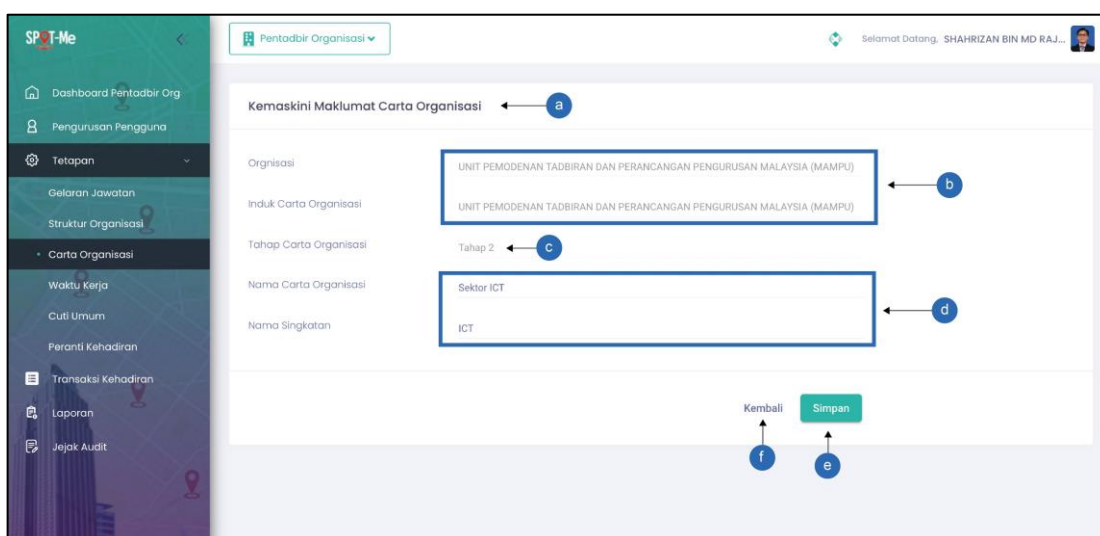 SPOT-Me
Pentadbir Organisasi
Selamat Datang, SHAHRIZAN BIN MD RAJ...
Dashboard Pentadbir Org
Pengurusan Pengguna
Tetapan
Gelaran Jawatan
Struktur Organisasi
Carta Organisasi
Waktu Kerja
Cuti Umum
Peranti Kehadiran
Transaksi Kehadiran
Laporan
Jejak Audit
Kemaskini Maklumat Carta Organisasi
a
Orgnisasi
UNIT PEMODENAN TADBIRAN DAN PERANCANGAN PENGURUSAN MALAYSIA (MAMPU)
b
Induk Carta Organisasi
UNIT PEMODENAN TADBIRAN DAN PERANCANGAN PENGURUSAN MALAYSIA (MAMPU)
Tahap Carta Organisasi
Tahap 2
c
Nama Carta Organisasi
Sektor ICT
d
Nama Singkatan
ICT
Kembali
Simpan
f
e